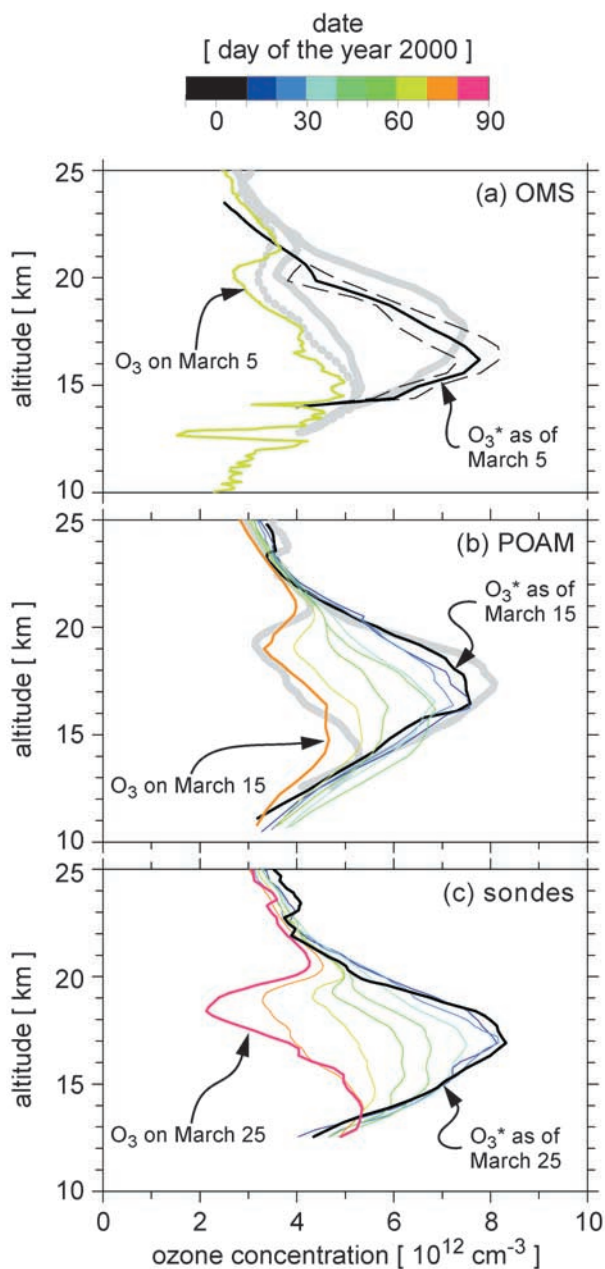 date
[ day of the year 2000 ]
0 30 60 90
25
(a) OMS
20
altitude [ km ]
O₃ on March 5
15
O₃* as of
March 5
10
25
(b) POAM
O₃* as of
March 15
20
altitude [ km ]
15
O₃ on March 15
10
25
(c) sondes
20
altitude [ km ]
15
O₃ on March 25
O₃* as of
March 25
10
0 2 4 6 8 10
ozone concentration [ 10¹² cm⁻³ ]